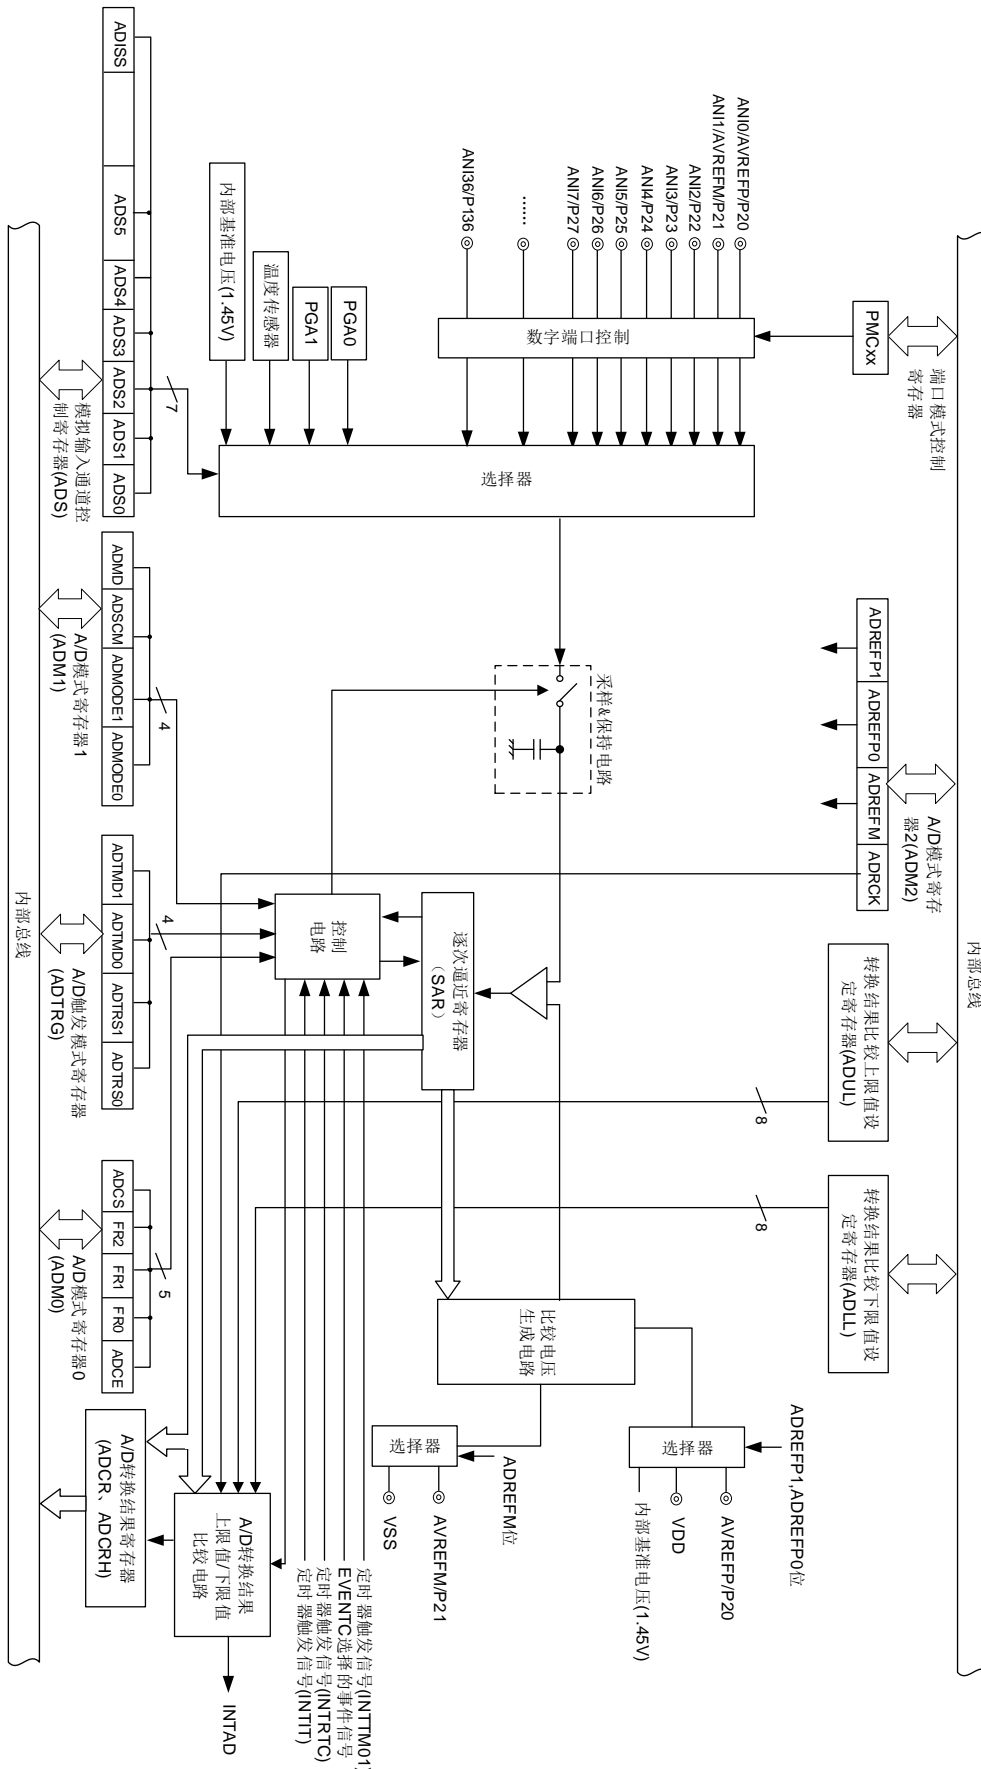 内部总线
端口模式控制
寄存器
PMCxx
ANI0/AVREFP/P20
ANI1/AVREFM/P21
ANI2/P22
ANI3/P23
ANI4/P24
ANI5/P25
ANI6/P26
ANI7/P27
……
ANI36/P136
数字端口控制
PGA0
PGA1
温度传感器
内部基准电压(1.45V)
选择器
ADISS
ADS5
ADS4
ADS3
ADS2
ADS1
ADS0
7
模拟输入通道控
制寄存器(ADS)
A/D模式寄存
器2(ADM2)
ADREFP1
ADREFP0
ADREFM
ADRCK
采样&保持电路
ADMD
ADSCM
ADMODE1
ADMODE0
4
A/D模式寄存器1
(ADM1)
控制
电路
逐次逼近寄存器
（SAR）
ADTMD1
ADTMD0
ADTRS1
ADTRS0
4
A/D触发模式寄存器
(ADTRG)
转换结果比较上限值设
定寄存器(ADUL)
8
转换结果比较下限值设
定寄存器(ADLL)
8
ADCS
FR2
FR1
FR0
ADCE
5
A/D模式寄存器0
(ADM0)
比较电压
生成电路
选择器
ADREFP1,ADREFP0位
AVREFP/P20
VDD
内部基准电压(1.45V)
选择器
ADREFM位
AVREFM/P21
VSS
定时器触发信号(INTTM01)
EVENTC选择的事件信号
定时器触发信号(INTRTC)
定时器触发信号(INTIT)
A/D转换结果
上限值/下限值
比较电路
INTAD
A/D转换结果寄存器
(ADCR、ADCRH)
内部总线